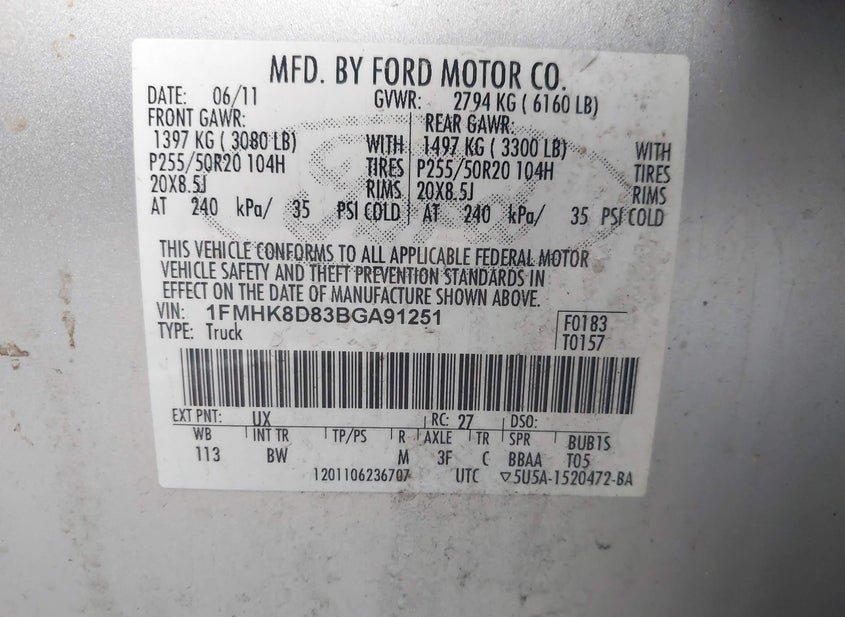 MFD. BY FORD MOTOR CO.
DATE: 06/11 GVWR: 2794 KG ( 6160 LB)
FRONT GAWR: REAR GAWR:
1397 KG ( 3080 LB) WITH 1497 KG ( 3300 LB) WITH
P255/50R20 104H TIRES P255/50R20 104H TIRES
20X8.5J RIMS 20X8.5J RIMS
AT 240 kPa/ 35 PSI COLD AT 240 kPa/ 35 PSI COLD
THIS VEHICLE CONFORMS TO ALL APPLICABLE FEDERAL MOTOR
VEHICLE SAFETY AND THEFT PREVENTION STANDARDS IN
EFFECT ON THE DATE OF MANUFACTURE SHOWN ABOVE.
VIN: 1FMHK8D83BGA91251 F0183
TYPE: Truck T0157
EXT PNT: UX RC: 27 DSO:
WB INT TR TP/PS R AXLE TR SPR BUB1S
113 BW M 3F C BBAA T05
1201106236707 UTC ▽5U5A-1520472-BA